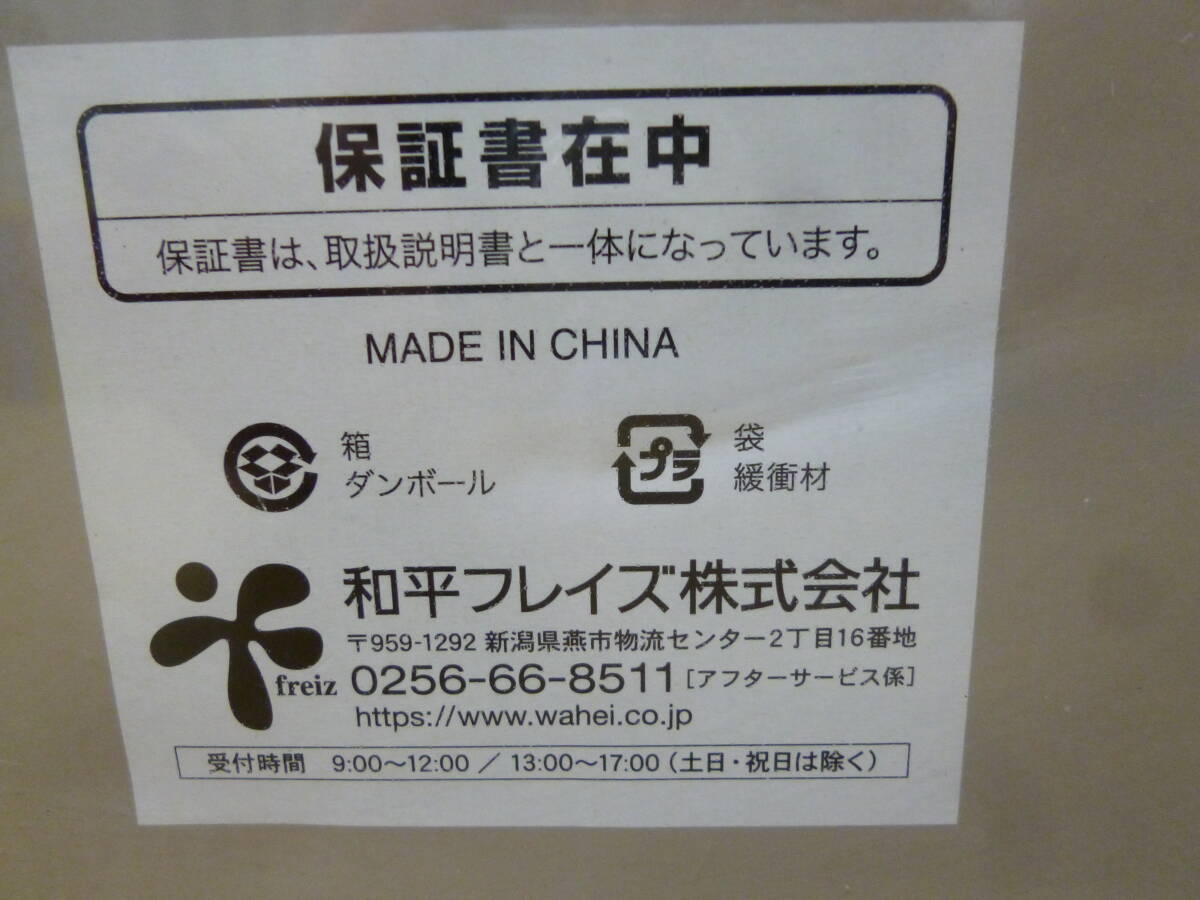 保証書在中
保証書は、取扱説明書と一体になっています。
MADE IN CHINA
箱
ダンボール
プラ
袋
緩衝材
和平フレイズ株式会社
〒959-1292 新潟県燕市物流センター2丁目16番地
freiz 0256-66-8511 [アフターサービス係]
https://www.wahei.co.jp
受付時間 9:00〜12:00 / 13:00〜17:00 (土日・祝日は除く)